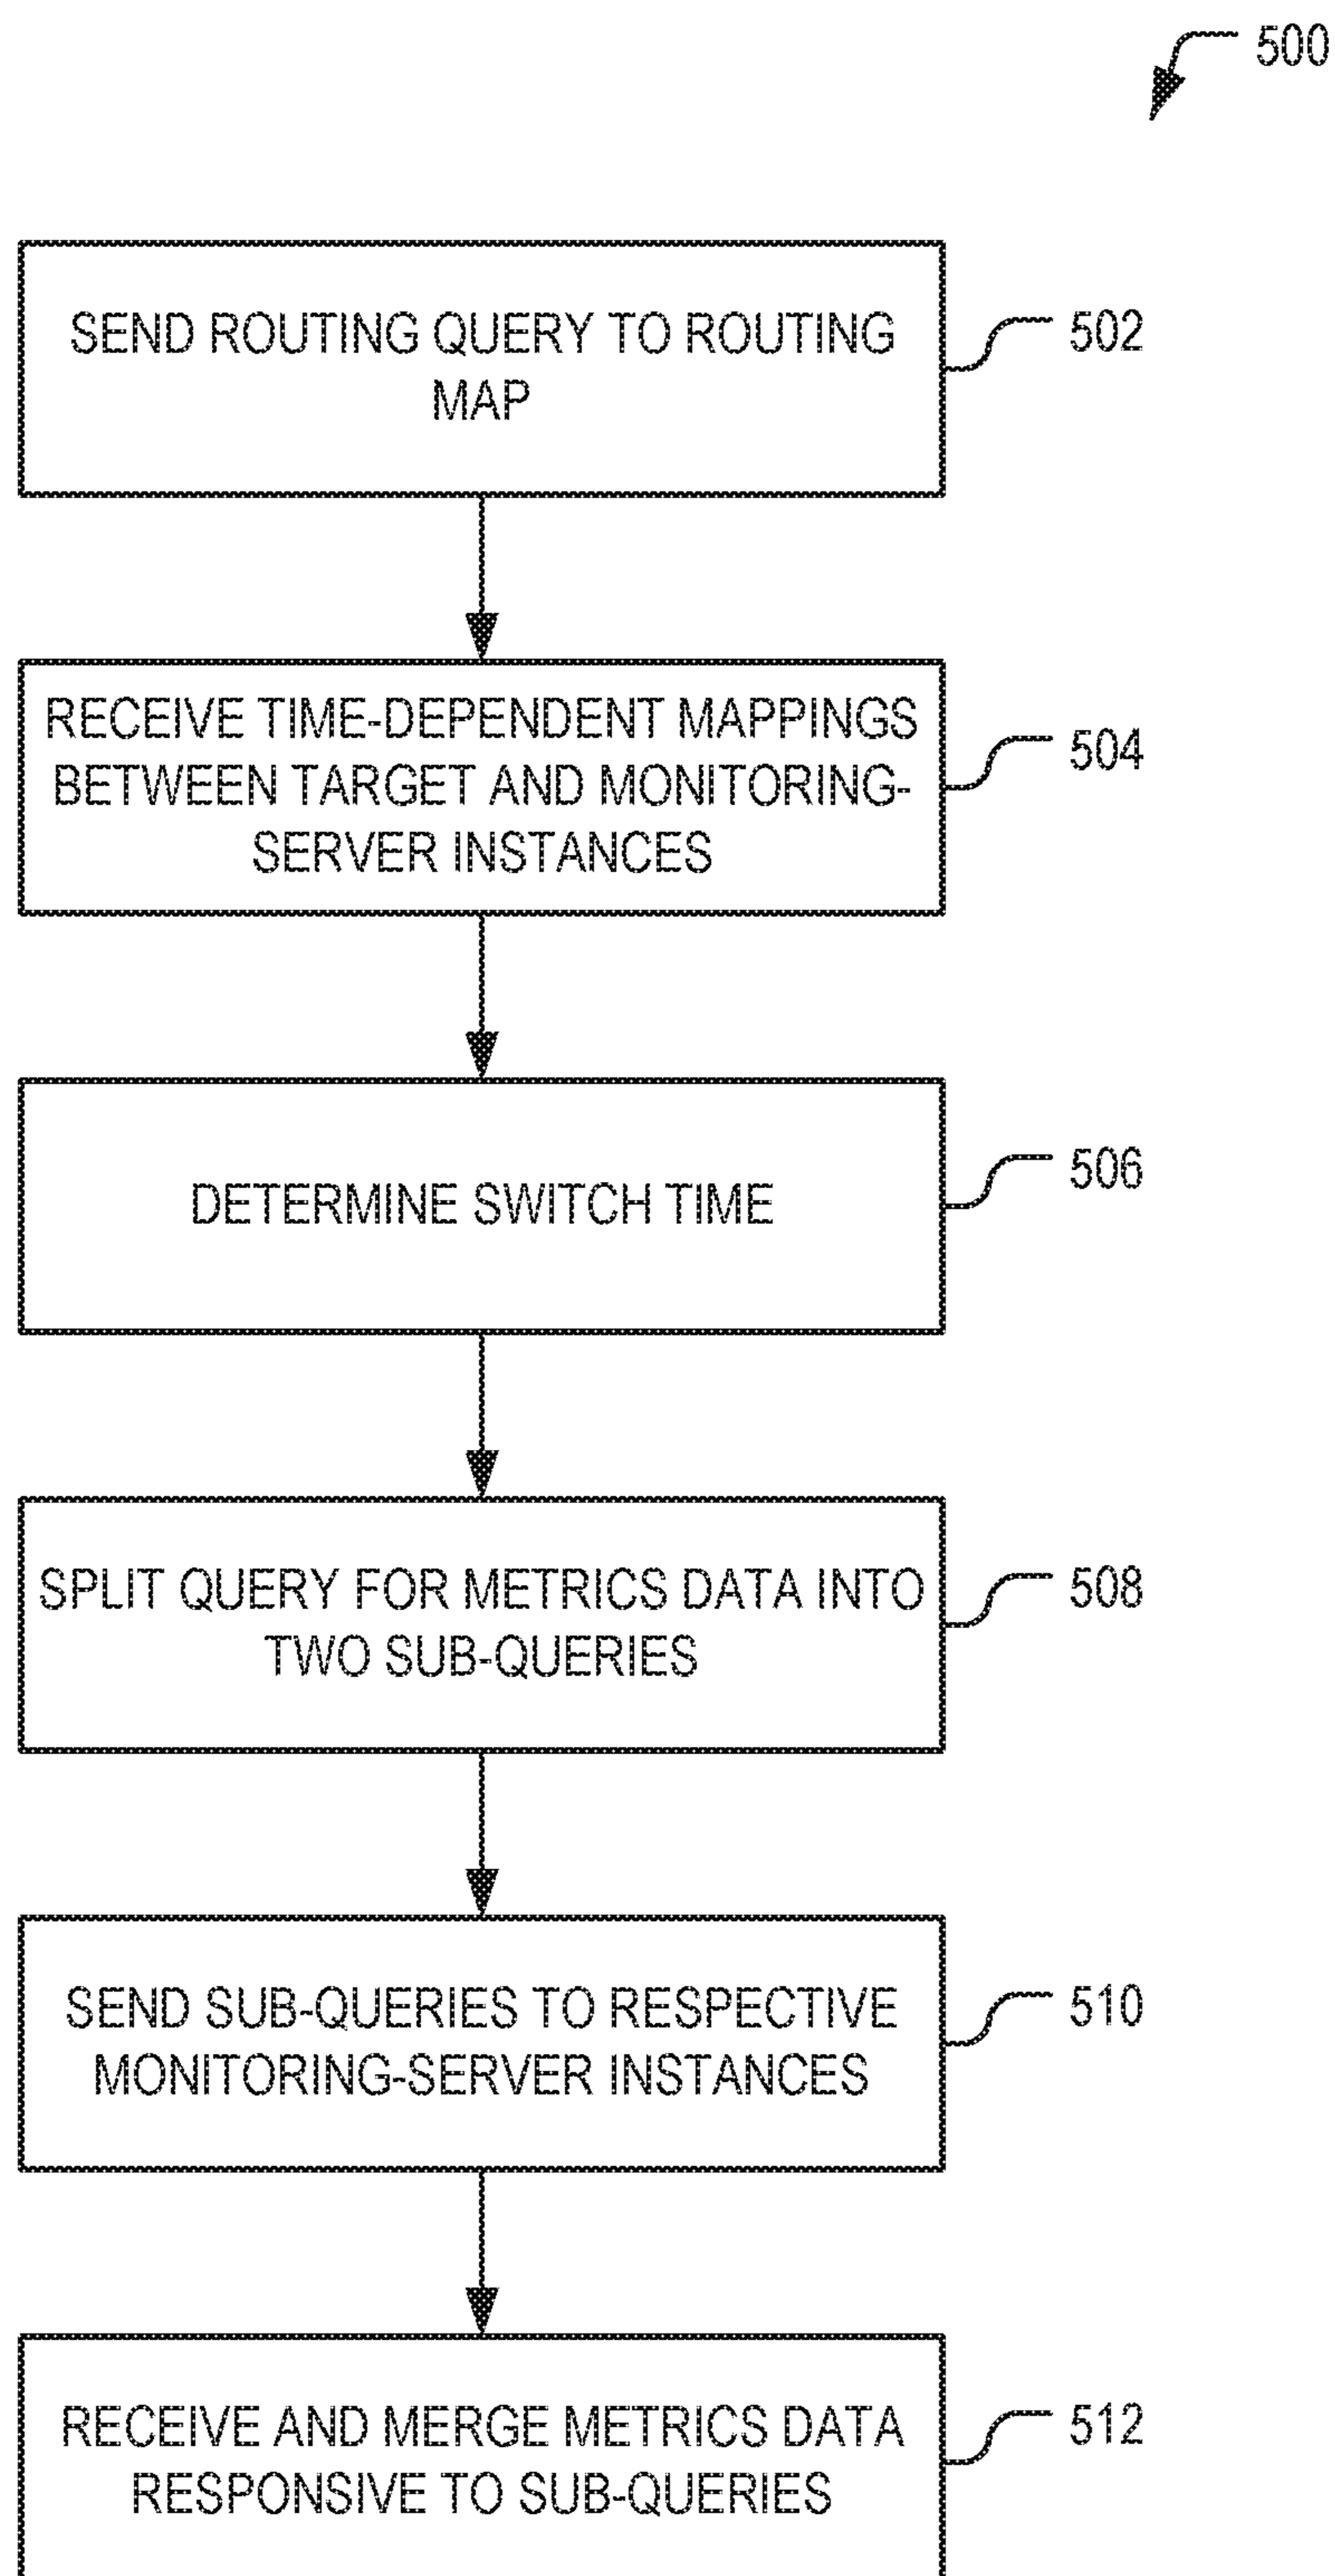 500
SEND ROUTING QUERY TO ROUTING
MAP
502
RECEIVE TIME-DEPENDENT MAPPINGS
BETWEEN TARGET AND MONITORING-
SERVER INSTANCES
504
DETERMINE SWITCH TIME
506
SPLIT QUERY FOR METRICS DATA INTO
TWO SUB-QUERIES
508
SEND SUB-QUERIES TO RESPECTIVE
MONITORING-SERVER INSTANCES
510
RECEIVE AND MERGE METRICS DATA
RESPONSIVE TO SUB-QUERIES
512